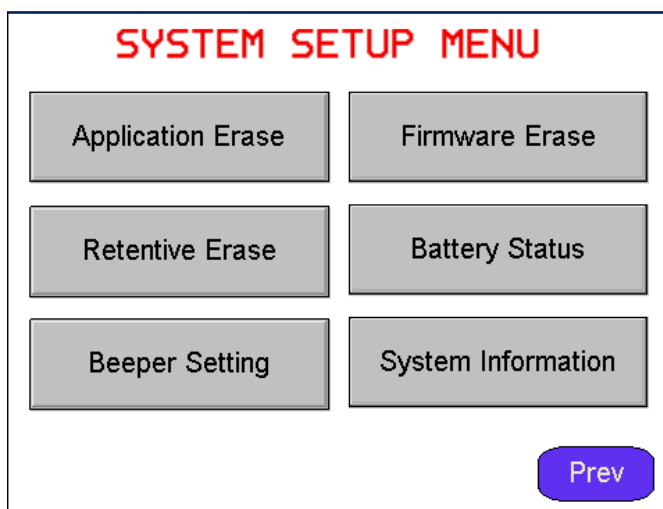 SYSTEM SETUP MENU
Application Erase
Firmware Erase
Retentive Erase
Battery Status
Beeper Setting
System Information
Prev